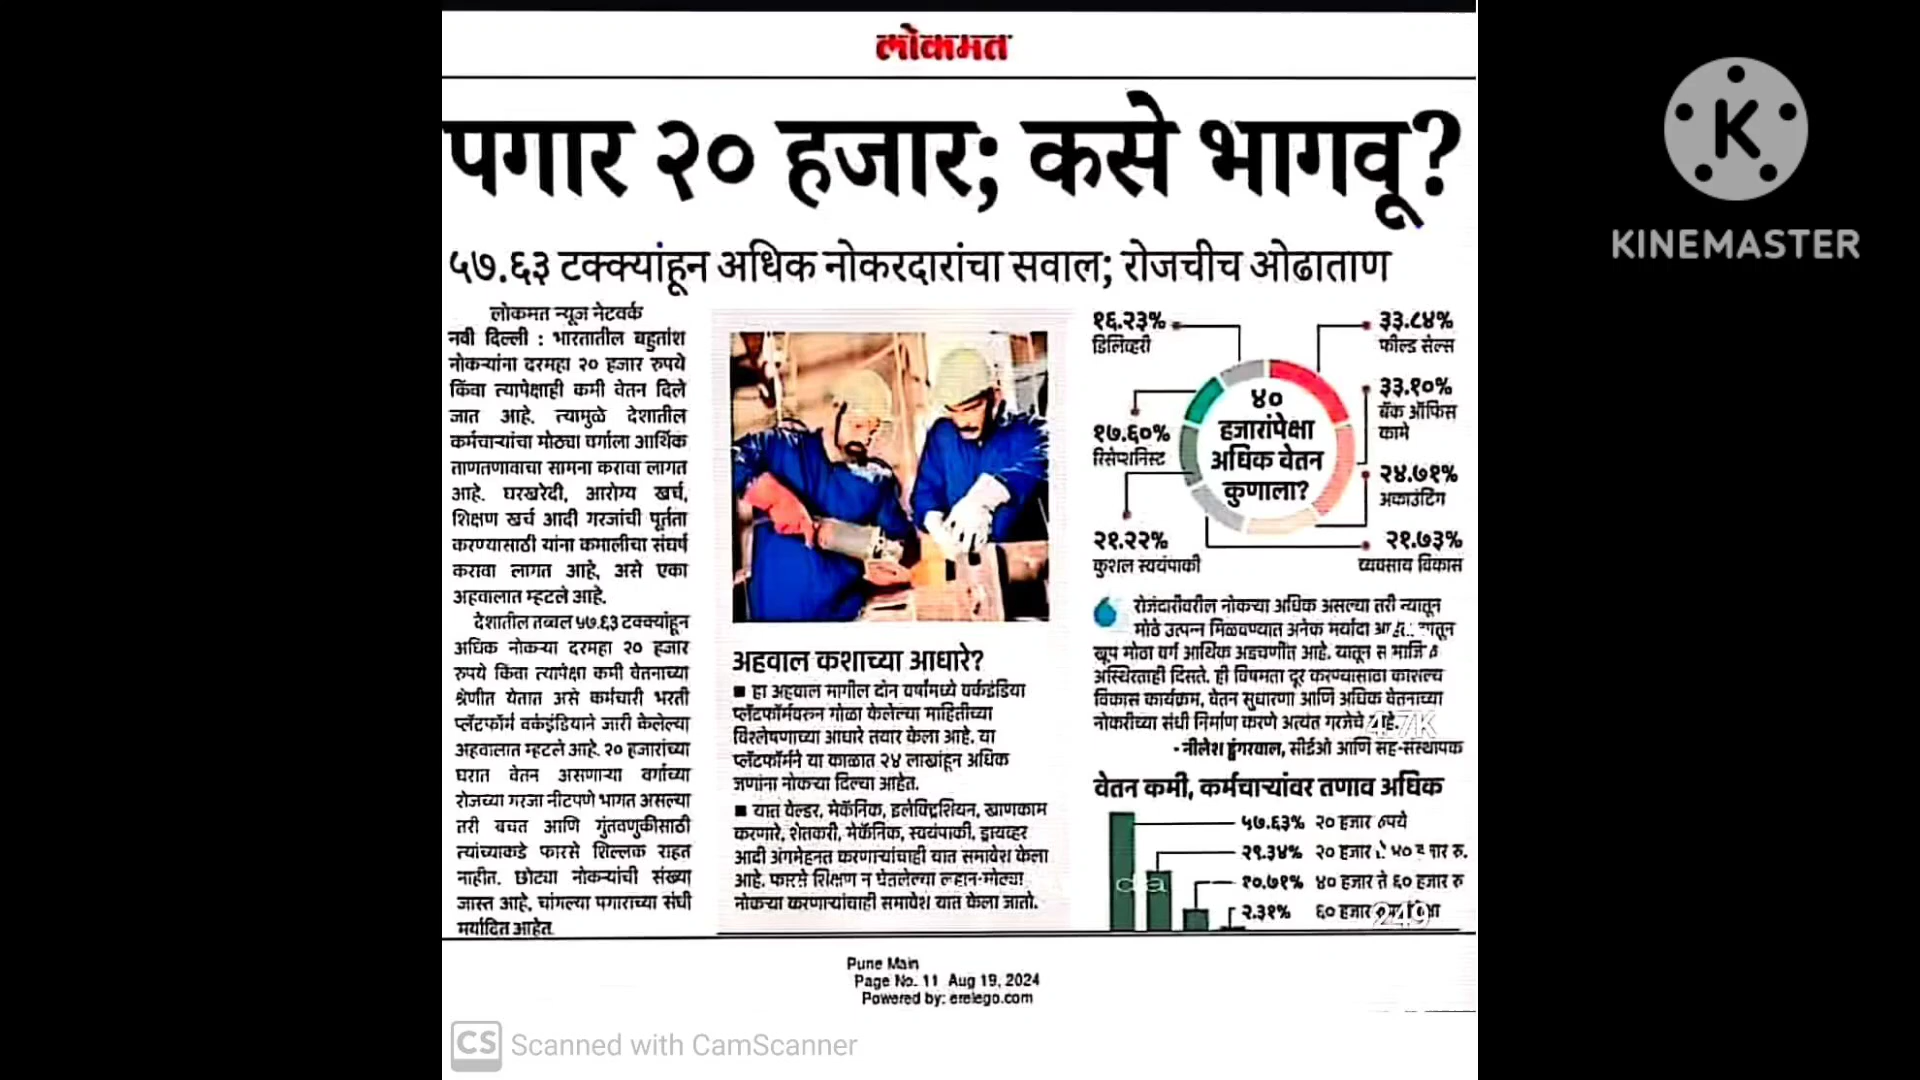 लोकमत
पगार २० हजार; कसे भागवू?
५७.६३ टक्क्यांहून अधिक नोकरदारांचा सवाल; रोजचीच ओढाताण
लोकमत न्यूज नेटवर्क
नवी दिल्ली : भारतातील बहुतांश
नोकऱ्यांना दरमहा २० हजार रुपये
किंवा त्यापेक्षाही कमी वेतन दिले
जात आहे. त्यामुळे देशातील
कर्मचाऱ्यांचा मोठ्या वर्गाला आर्थिक
ताणतणावाचा सामना करावा लागत
आहे. घरखरेदी, आरोग्य खर्च,
शिक्षण खर्च आदी गरजांची पूर्तता
करण्यासाठी यांना कमालीचा संघर्ष
करावा लागत आहे, असे एका
अहवालात म्हटले आहे.
देशातील तब्बल ५७.६३ टक्क्यांहून
अधिक नोकऱ्या दरमहा २० हजार
रुपये किंवा त्यापेक्षा कमी वेतनाच्या
श्रेणीत येतात असे कर्मचारी भरती
प्लॅटफॉर्म वर्कइंडियाने जारी केलेल्या
अहवालात म्हटले आहे. २० हजारांच्या
घरात वेतन असणाऱ्या वर्गाच्या
रोजच्या गरजा नीटपणे भागत असल्या
तरी बचत आणि गुंतवणुकीसाठी
त्यांच्याकडे फारसे शिल्लक राहत
नाहीत. छोट्या नोकऱ्यांची संख्या
जास्त आहे, चांगल्या पगाराच्या संधी
मर्यादित आहेत.
अहवाल कशाच्या आधारे?
■ हा अहवाल मागील दोन वर्षांमध्ये वर्कइंडिया
प्लॅटफॉर्मवरुन गोळा केलेल्या माहितीच्या
विश्लेषणाच्या आधारे तयार केला आहे. या
प्लॅटफॉर्मने या काळात २४ लाखांहून अधिक
जणांना नोकऱ्या दिल्या आहेत.
■ यात वेल्डर, मेकॅनिक, इलेक्ट्रिशियन, खाणकाम
करणारे, शेतकरी, मेकॅनिक, स्वयंपाकी, ड्रायव्हर
आदी अंगमेहनत करणाऱ्यांचाही यात समावेश केला
आहे. फारसे शिक्षण न घेतलेल्या लहान-मोठ्या
नोकऱ्या करणाऱ्यांचाही समावेश यात केला जातो.
१६.२३%
डिलिव्हरी
३३.८४%
फील्ड सेल्स
३३.१०%
बॅक ऑफिस
कामे
१७.६०%
रिसेप्शनिस्ट
२४.७१%
अकाउंटिंग
२१.२२%
कुशल स्वयंपाकी
२१.७३%
व्यवसाय विकास
४०
हजारांपेक्षा
अधिक वेतन
कुणाला?
रोजंदारीवरील नोकऱ्या अधिक असल्या तरी त्यातून
मोठे उत्पन्न मिळवण्यात अनेक मर्यादा
खूप मोठा वर्ग आर्थिक अडचणीत आहे. यातून
अस्थिरताही दिसते. ही विषमता दूर करण्यासाठी कौशल्य
विकास कार्यक्रम, वेतन सुधारणा आणि अधिक वेतनाच्या
नोकरीच्या संधी निर्माण करणे अत्यंत गरजेचे
- नीलेश डुंगरवाल, सीईओ आणि सह-संस्थापक
वेतन कमी, कर्मचाऱ्यांवर तणाव अधिक
५७.६३% २० हजार रुपये
२९.३४% २० हजार ते ४० हजार रु.
१०.७१% ४० हजार ते ६० हजार रु
२.३१% ६० हजार
4.7K
249
Pune Main
Page No. 11 Aug 19, 2024
Powered by: erelego.com
CS Scanned with CamScanner
K
KINEMASTER